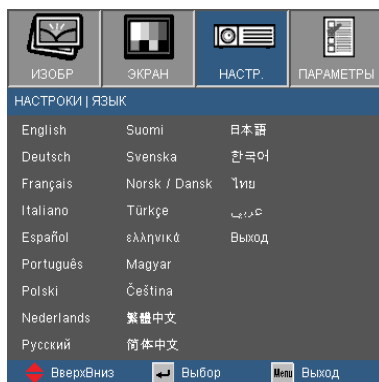 ИЗОБР ЭКРАН НАСТР. ПАРАМЕТРЫ
НАСТРОКИ | ЯЗЫК
English Suomi 日本語
Deutsch Svenska 한국어
Français Norsk / Dansk ไทย
Italiano Türkçe عربي
Español ελληνικά Выход
Português Magyar
Polski Čeština
Nederlands 繁體中文
Русский 简体中文
ВверхВниз Выбор Menu Выход